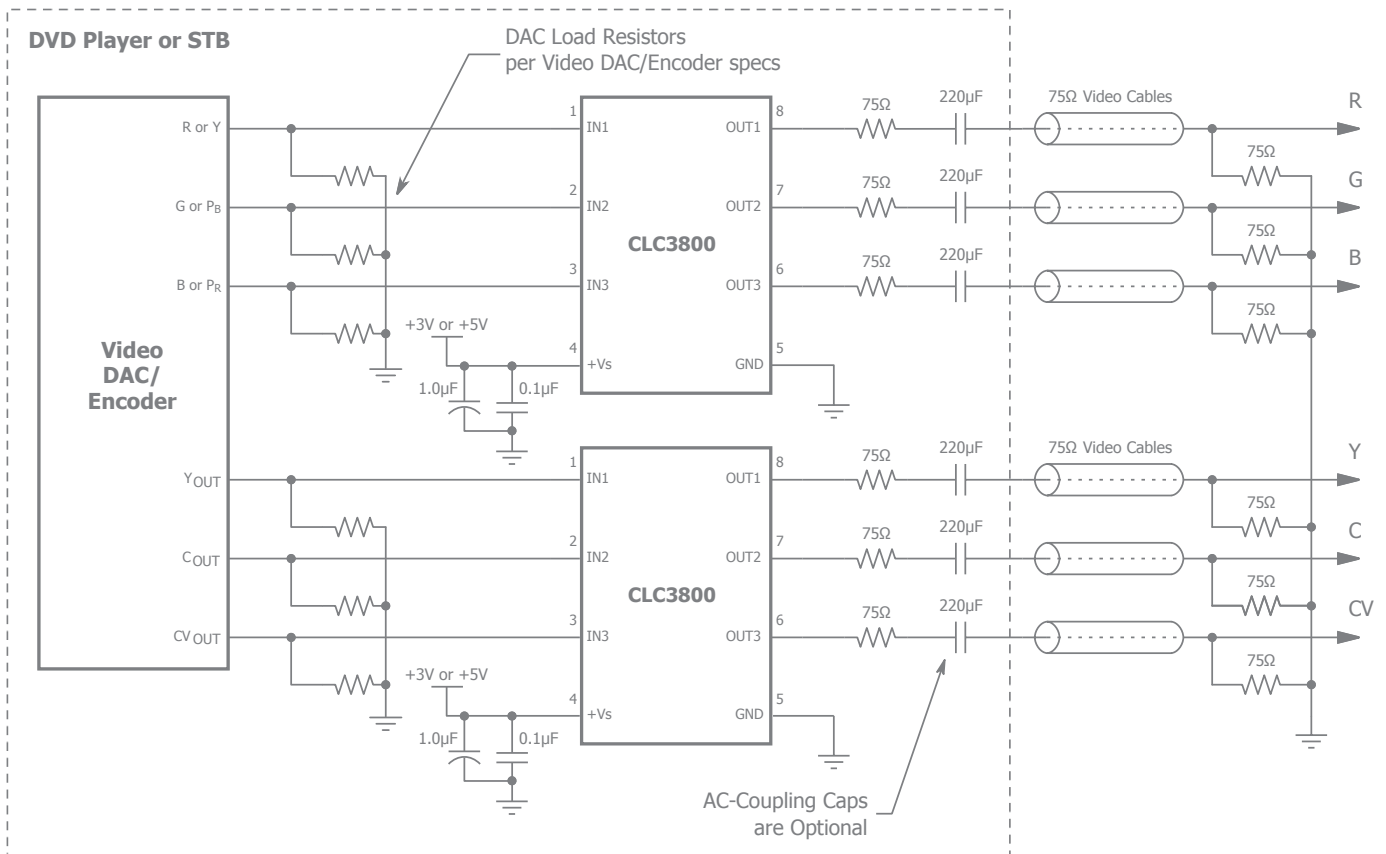 DVD Player or STB
DAC Load Resistors
per Video DAC/Encoder specs
Video
DAC/
Encoder
R or Y
G or PB
B or PR
YOUT
COUT
CVOUT
1
IN1
2
IN2
3
IN3
4
+Vs
CLC3800
8
OUT1
7
OUT2
6
OUT3
5
GND
+3V or +5V
1.0µF
0.1µF
75Ω
220µF
75Ω
220µF
75Ω
220µF
75Ω Video Cables
R
75Ω
G
75Ω
B
75Ω
1
IN1
2
IN2
3
IN3
4
+Vs
CLC3800
8
OUT1
7
OUT2
6
OUT3
5
GND
+3V or +5V
1.0µF
0.1µF
75Ω
220µF
75Ω
220µF
75Ω
220µF
75Ω Video Cables
Y
75Ω
C
75Ω
CV
75Ω
AC-Coupling Caps
are Optional